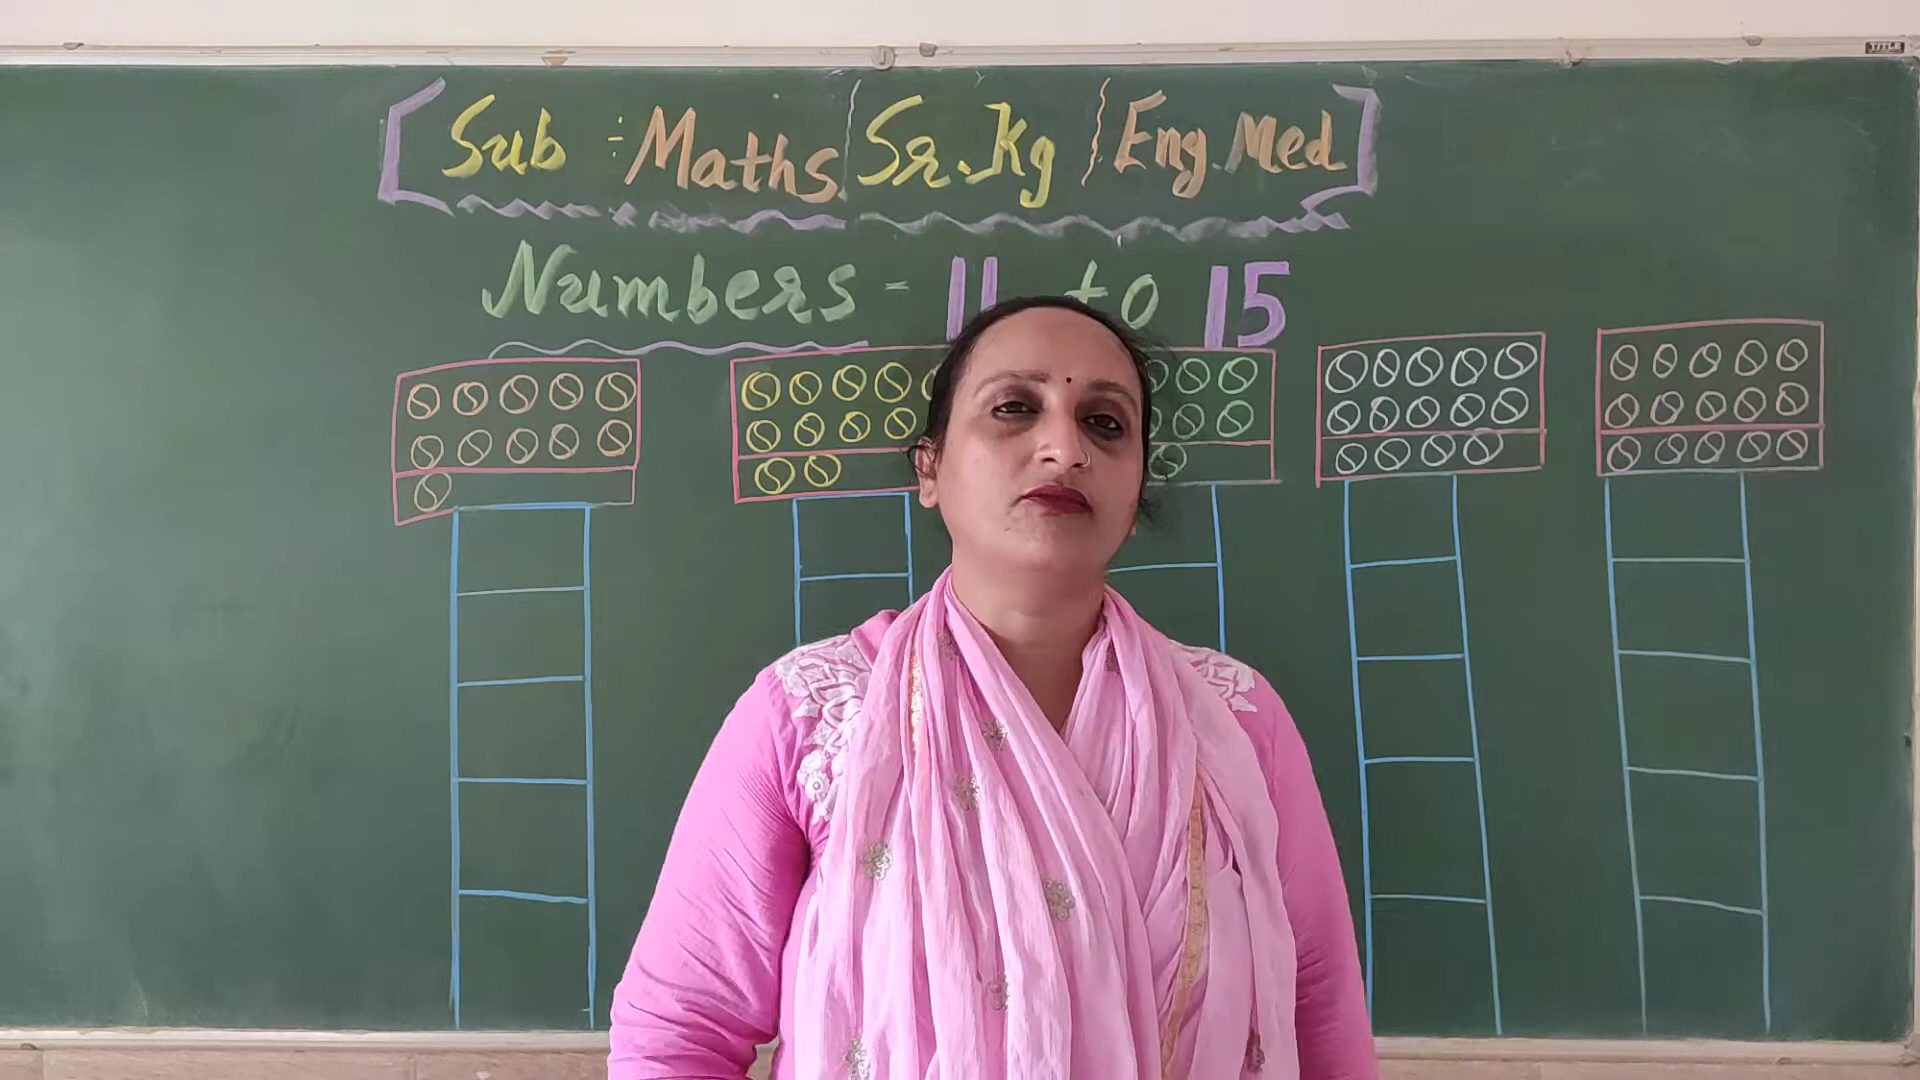 [Sub :- Maths | Sr. Kg | Eng. Med]
Numbers - 11 to 15